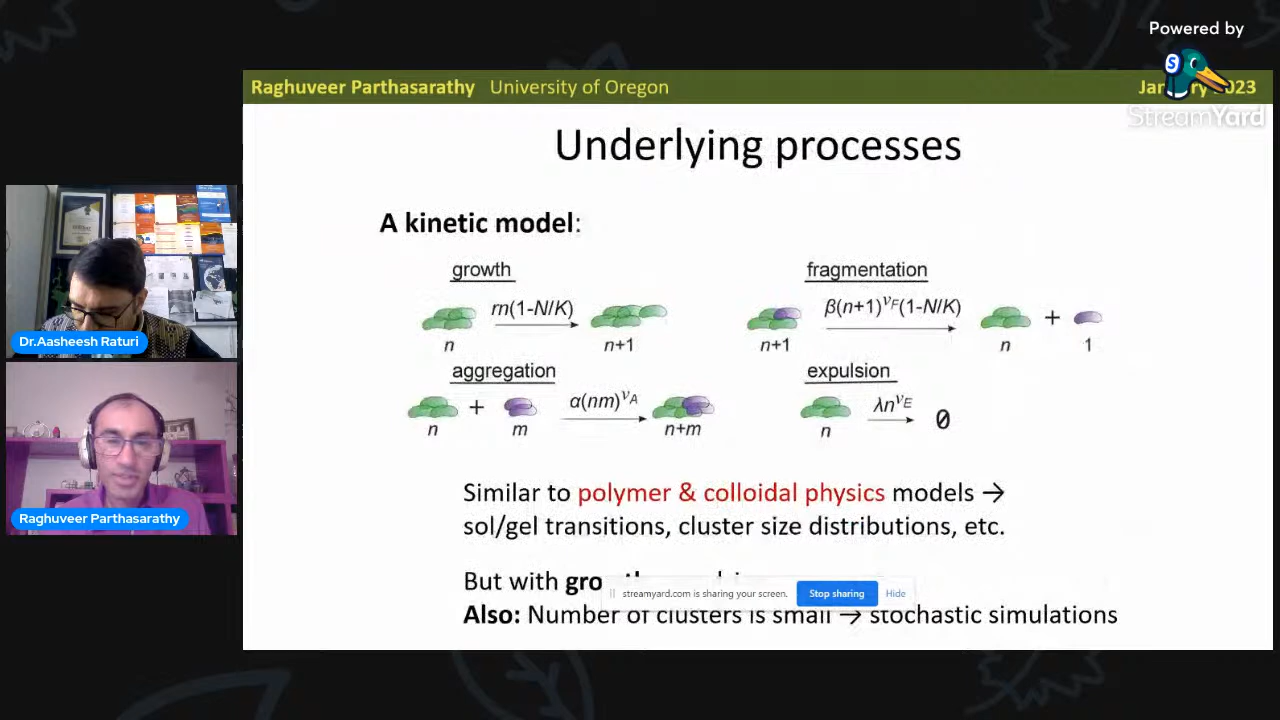 Powered by
StreamYard
Raghuveer Parthasarathy University of Oregon
Underlying processes
A kinetic model:
growth
rn(1-N/K)
n
n+1
fragmentation
β(n+1)^νF(1-N/K)
n+1
n
+
1
aggregation
+
α(nm)^νA
n
m
n+m
expulsion
λn^νE
n
0
Similar to polymer & colloidal physics models →
sol/gel transitions, cluster size distributions, etc.
But with
streamyard.com is sharing your screen.
Stop sharing
Hide
Also: Number of clusters is small → stochastic simulations
Dr.Aasheesh Raturi
Raghuveer Parthasarathy